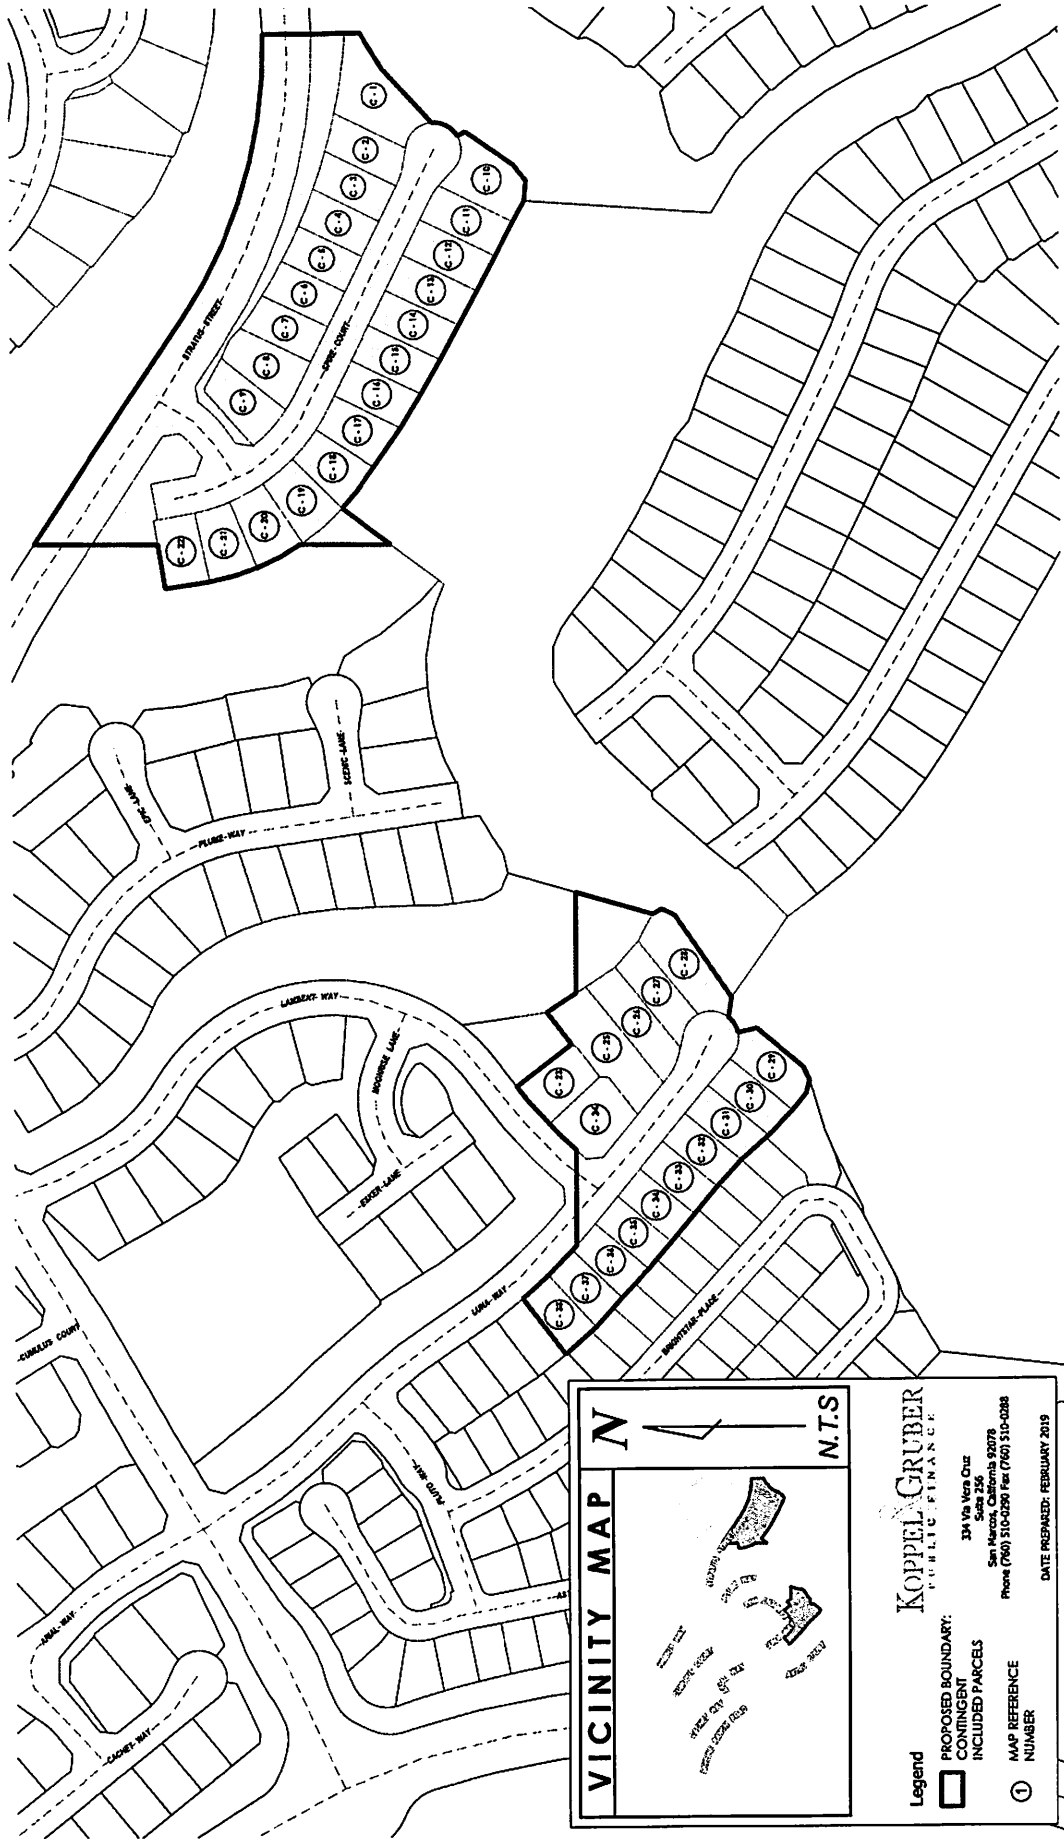 STRATUS STREET
SPIRE COURT
C - 1
C - 2
C - 3
C - 4
C - 5
C - 6
C - 7
C - 8
C - 9
C - 10
C - 11
C - 12
C - 13
C - 14
C - 15
C - 16
C - 17
C - 18
C - 19
C - 20
C - 21
C - 22
EPIC LANE
SCENIC LANE
PLUME WAY
LAMBENT WAY
MOONRISE LANE
ESKER LANE
LUNA WAY
C - 23
C - 24
C - 25
C - 26
C - 27
C - 28
C - 29
C - 30
C - 31
C - 32
C - 33
C - 34
C - 35
C - 36
C - 37
C - 38
BRIGHTSTAR PLACE
CUMULUS COURT
PLUTO WAY
CACHET WAY
VICINITY MAP
N
N.T.S
Legend
PROPOSED BOUNDARY:
CONTINGENT
INCLUDED PARCELS
1
MAP REFERENCE
NUMBER
KOPPEL GRUBER
PUBLIC FINANCE
334 Via Vera Cruz
Suite 256
San Marcos, California 92078
Phone (760) 510-0290 Fax (760) 510-0288
DATE PREPARED: FEBRUARY 2019